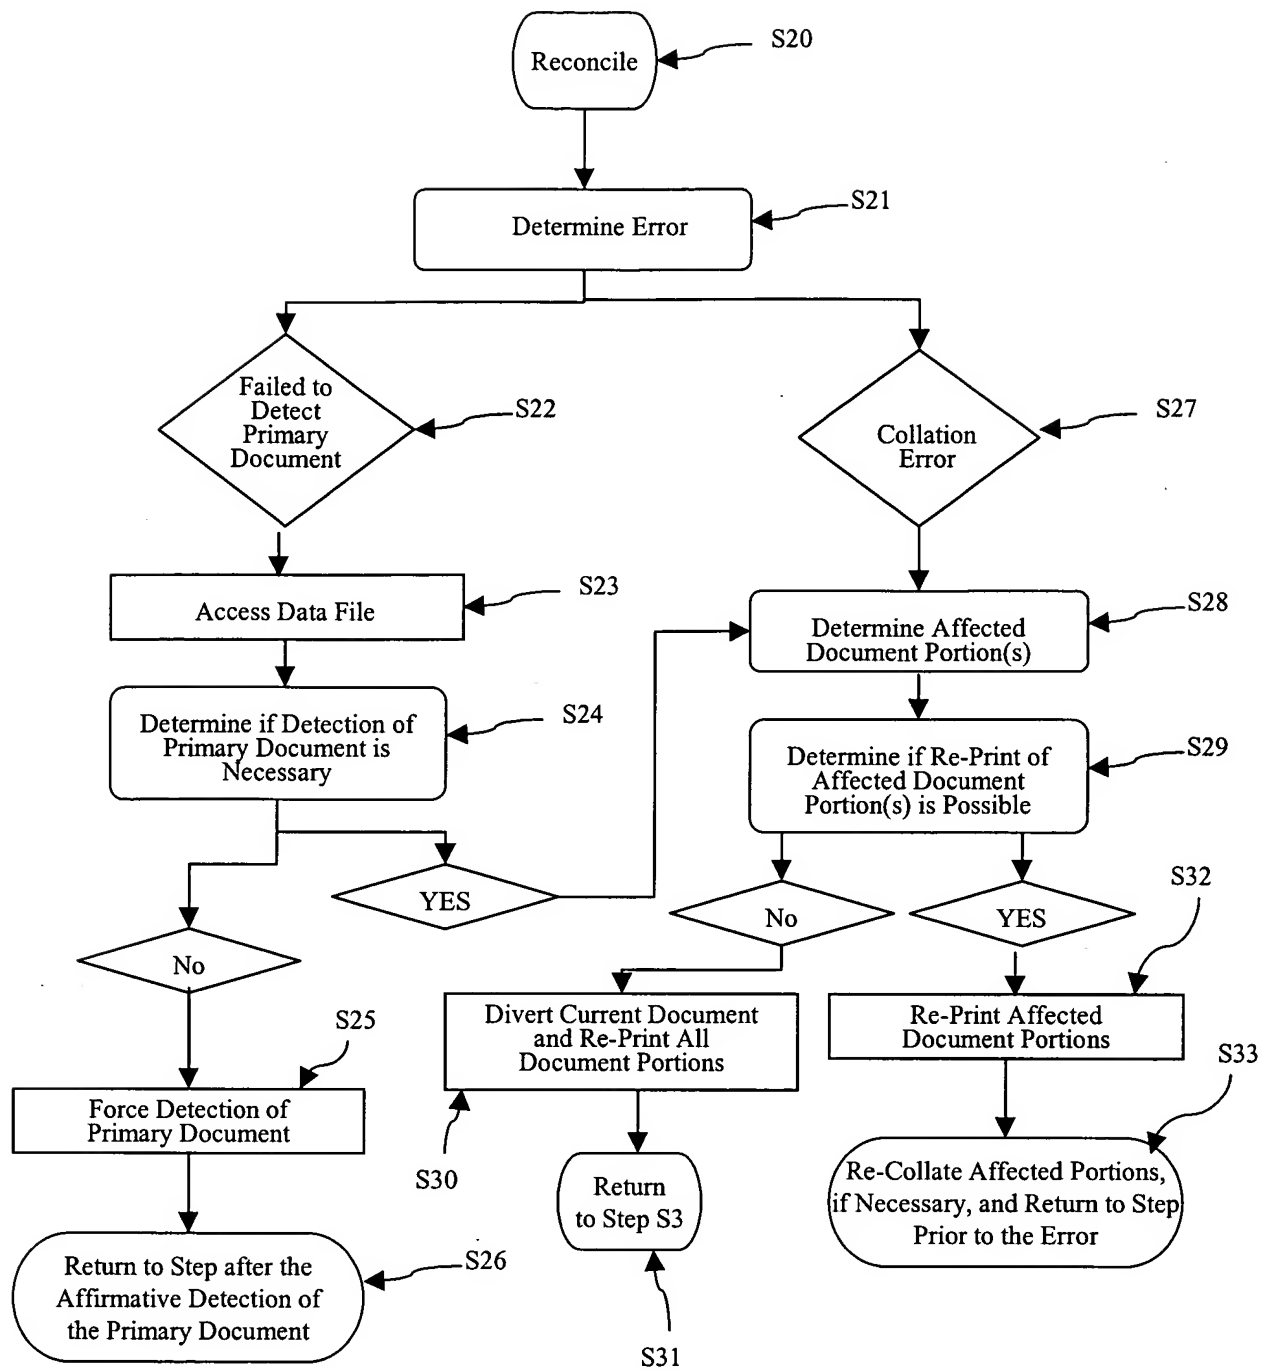 S20
Reconcile
S21
Determine Error
Failed to
Detect
Primary
Document
S22
S27
Collation
Error
S23
Access Data File
S28
Determine Affected
Document Portion(s)
S24
Determine if Detection of
Primary Document is
Necessary
S29
Determine if Re-Print of
Affected Document
Portion(s) is Possible
YES
No
YES
S32
No
S25
Divert Current Document
and Re-Print All
Document Portions
Re-Print Affected
Document Portions
S33
Force Detection of
Primary Document
S30
Return
to Step S3
Re-Collate Affected Portions,
if Necessary, and Return to Step
Prior to the Error
S26
Return to Step after the
Affirmative Detection of
the Primary Document
S31